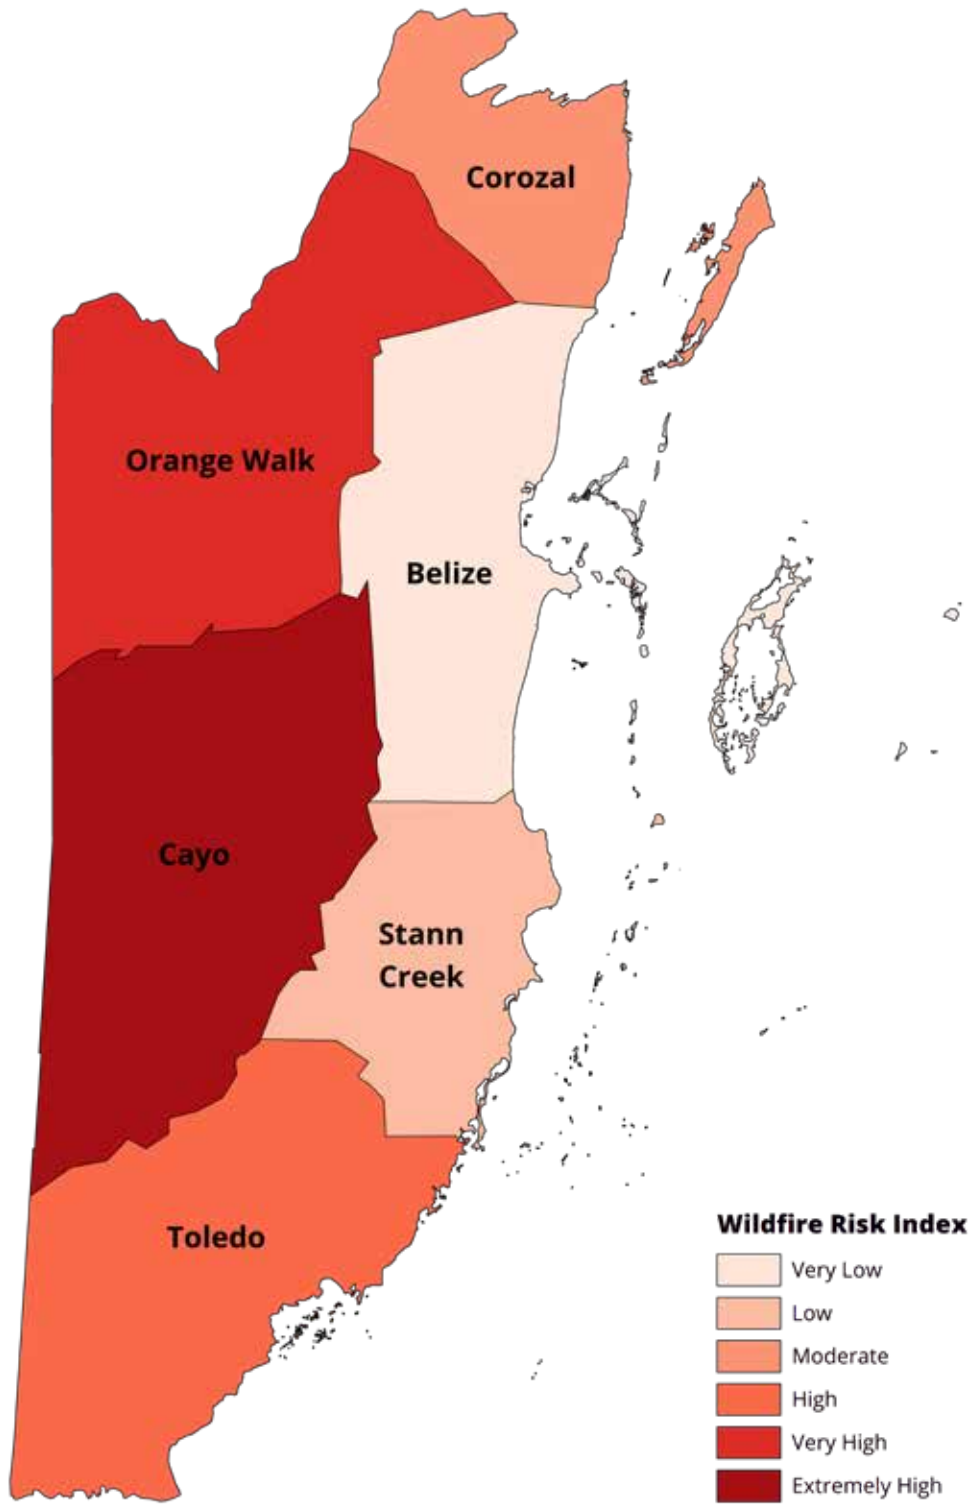 Corozal
Orange Walk
Belize
Cayo
Stann
Creek
Toledo
Wildfire Risk Index
Very Low
Low
Moderate
High
Very High
Extremely High